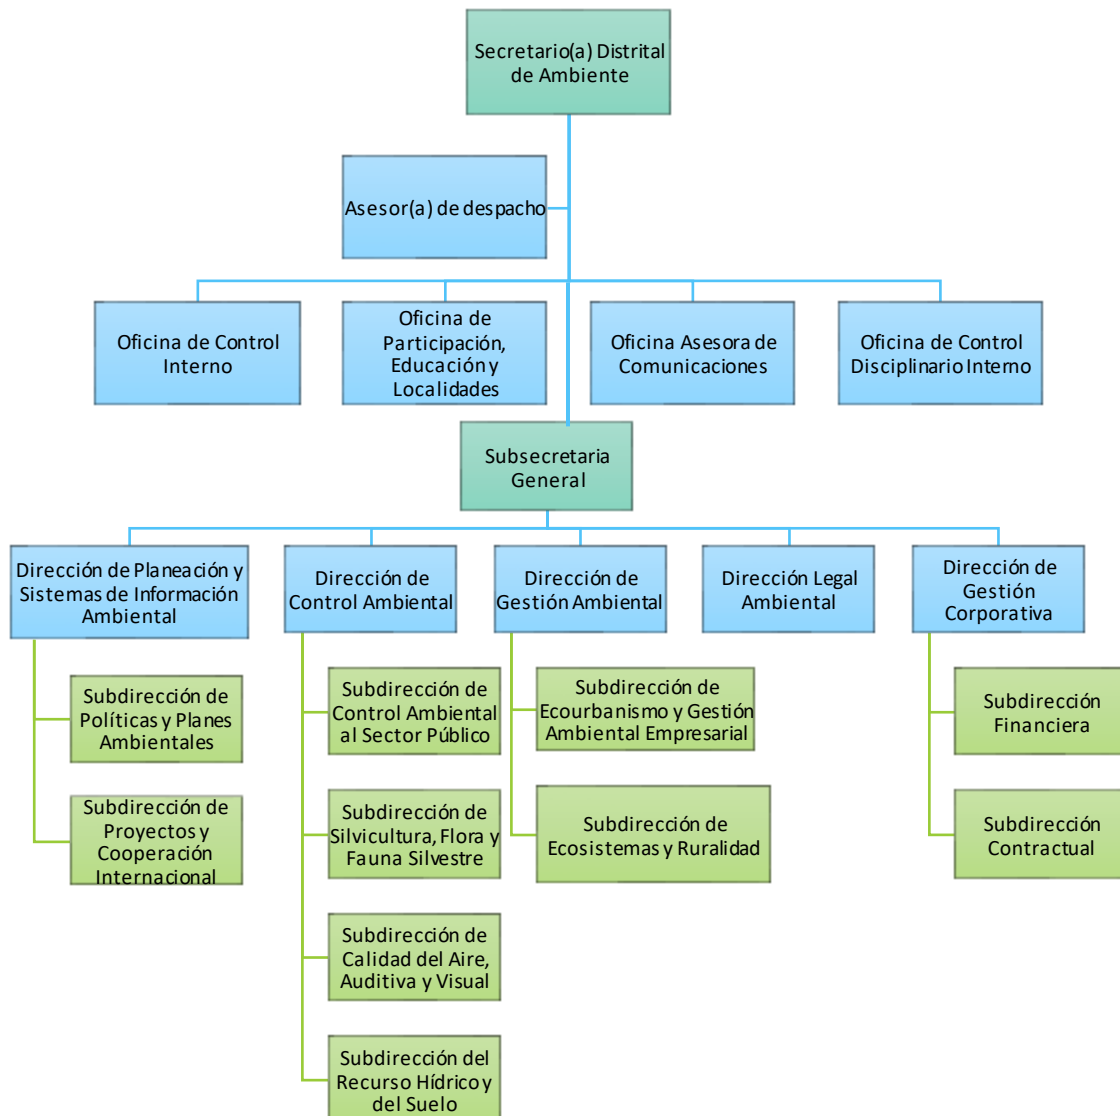 Secretario(a) Distrital
de Ambiente
Asesor(a) de despacho
Oficina de Control
Interno
Oficina de
Participación,
Educación y
Localidades
Oficina Asesora de
Comunicaciones
Oficina de Control
Disciplinario Interno
Subsecretaria
General
Dirección de Planeación y
Sistemas de Información
Ambiental
Dirección de
Control Ambiental
Dirección de
Gestión Ambiental
Dirección Legal
Ambiental
Dirección de
Gestión
Corporativa
Subdirección de
Políticas y Planes
Ambientales
Subdirección de
Proyectos y
Cooperación
Internacional
Subdirección de
Control Ambiental
al Sector Público
Subdirección de
Silvicultura, Flora y
Fauna Silvestre
Subdirección de
Calidad del Aire,
Auditiva y Visual
Subdirección del
Recurso Hídrico y
del Suelo
Subdirección de
Ecourbanismo y Gestión
Ambiental Empresarial
Subdirección de
Ecosistemas y Ruralidad
Subdirección
Financiera
Subdirección
Contractual